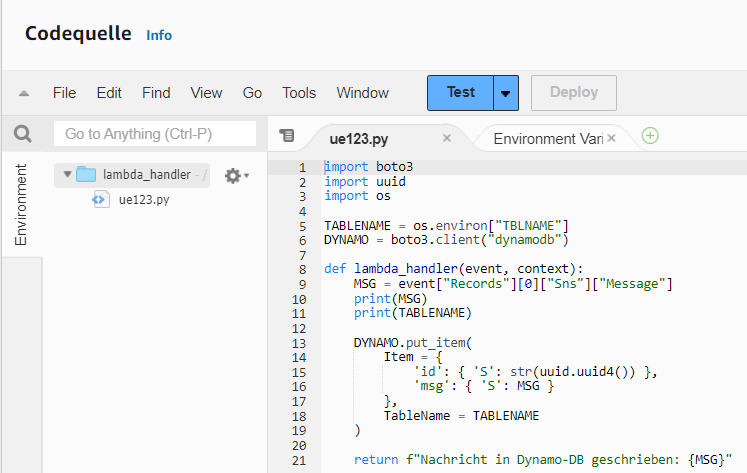 Codequelle Info
File Edit Find View Go Tools Window Test Deploy
Go to Anything (Ctrl-P)
ue123.py Environment Vari
Environment
lambda_handler - /
ue123.py
1 import boto3
2 import uuid
3 import os
4
5 TABLENAME = os.environ["TBLNAME"]
6 DYNAMO = boto3.client("dynamodb")
7
8 def lambda_handler(event, context):
9     MSG = event["Records"][0]["Sns"]["Message"]
10     print(MSG)
11     print(TABLENAME)
12
13     DYNAMO.put_item(
14         Item = {
15             'id': { 'S': str(uuid.uuid4()) },
16             'msg': { 'S': MSG }
17         },
18         TableName = TABLENAME
19     )
20
21     return f"Nachricht in Dynamo-DB geschrieben: {MSG}"